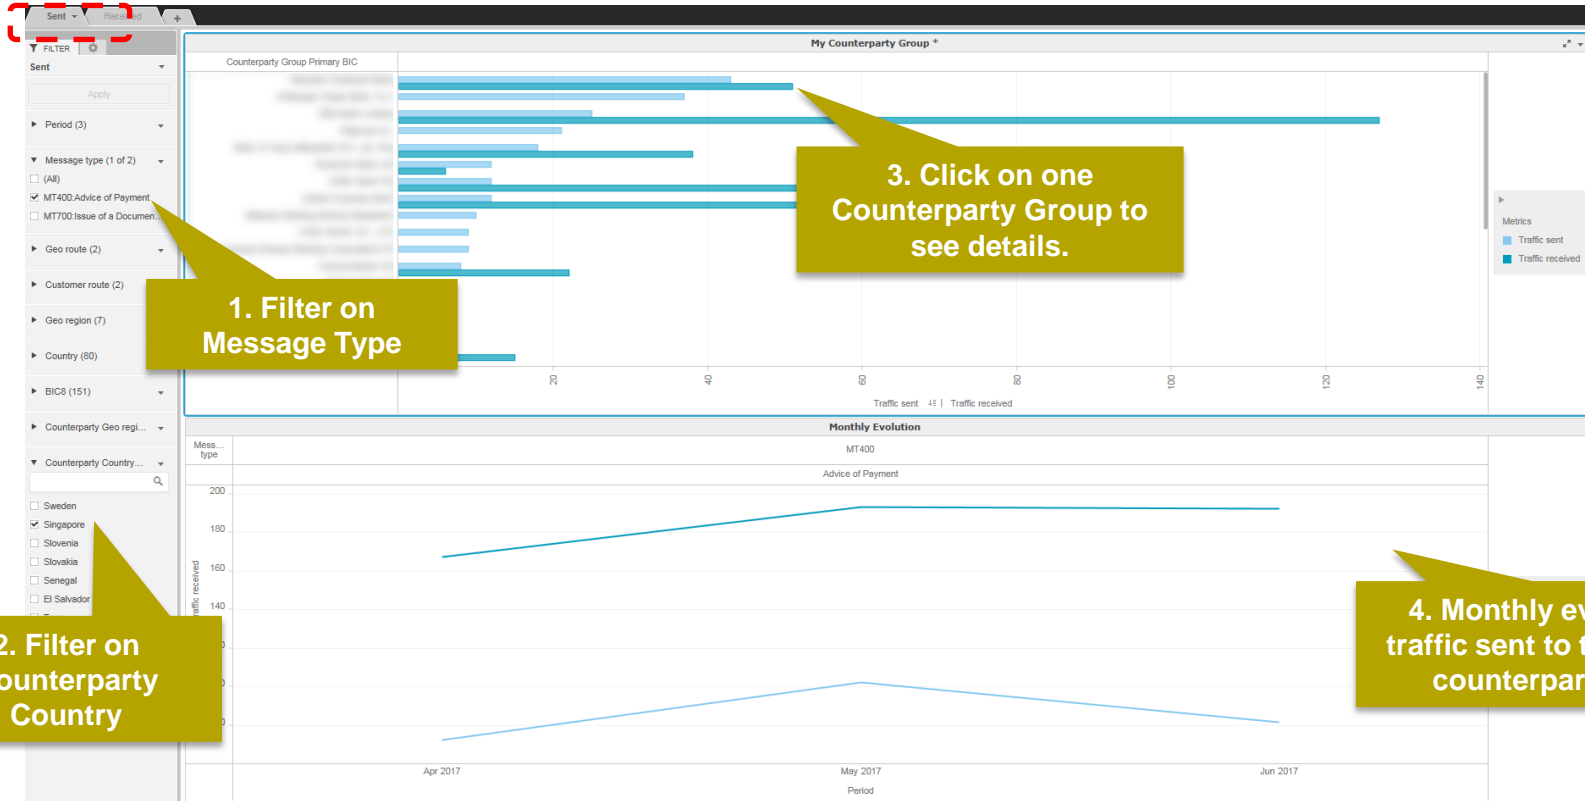 Sent
Received
+
FILTER
Sent
Apply
Period (3)
Message type (1 of 2)
(All)
MT400:Advice of Payment
MT700:Issue of a Documen...
Geo route (2)
Customer route (2)
Geo region (7)
Country (80)
BIC8 (151)
Counterparty Geo regi...
Counterparty Country...
Sweden
Singapore
Slovenia
Slovakia
Senegal
El Salvador
My Counterparty Group *
Counterparty Group Primary BIC
20
40
60
80
100
120
140
Traffic sent
Traffic received
Metrics
Traffic sent
Traffic received
1. Filter on
Message Type
2. Filter on
ounterparty
Country
3. Click on one
Counterparty Group to
see details.
Monthly Evolution
Mess...
type
MT400
Advice of Payment
200
180
160
140
received
Apr 2017
May 2017
Jun 2017
Period
4. Monthly ev
traffic sent to t
counterpar